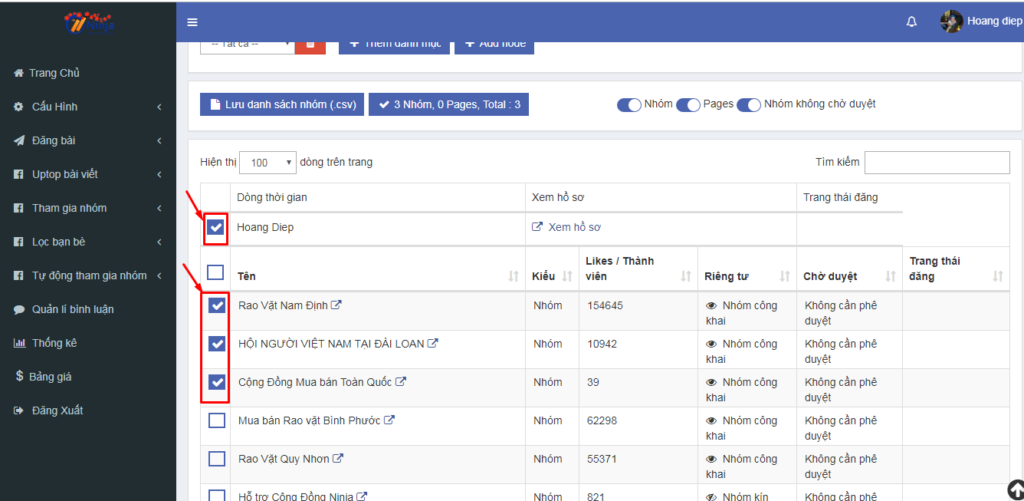 Ninja
Hoang diep
-- Tất cả --
Thêm danh mục
Add node
Trang Chủ
Cấu Hình
Đăng bài
Uptop bài viết
Tham gia nhóm
Lọc bạn bè
Tự động tham gia nhóm
Quản lí bình luận
Thống kê
$ Bảng giá
Đăng Xuất
Lưu danh sách nhóm (.csv)
3 Nhóm, 0 Pages, Total : 3
Nhóm
Pages
Nhóm không chờ duyệt
Hiện thị 100 dòng trên trang
Tìm kiếm
Dòng thời gian
Xem hồ sơ
Trang thái đăng
Hoang Diep
Xem hồ sơ
Tên
Kiểu
Likes / Thành
viên
Riêng tư
Chờ duyệt
Trang thái
đăng
Rao Vặt Nam Định
Nhóm
154645
Nhóm công
khai
Không cần phê
duyệt
HỘI NGƯỜI VIỆT NAM TẠI ĐÀI LOAN
Nhóm
10942
Nhóm công
khai
Không cần phê
duyệt
Cộng Đồng Mua bán Toàn Quốc
Nhóm
39
Nhóm công
khai
Không cần phê
duyệt
Mua bán Rao vặt Bình Phước
Nhóm
62298
Nhóm công
khai
Không cần phê
duyệt
Rao Vặt Quy Nhơn
Nhóm
55371
Nhóm công
khai
Không cần phê
duyệt
Hỗ trợ Cộng Đồng Ninja
Nhóm
821
Nhóm kín
Không cần phê